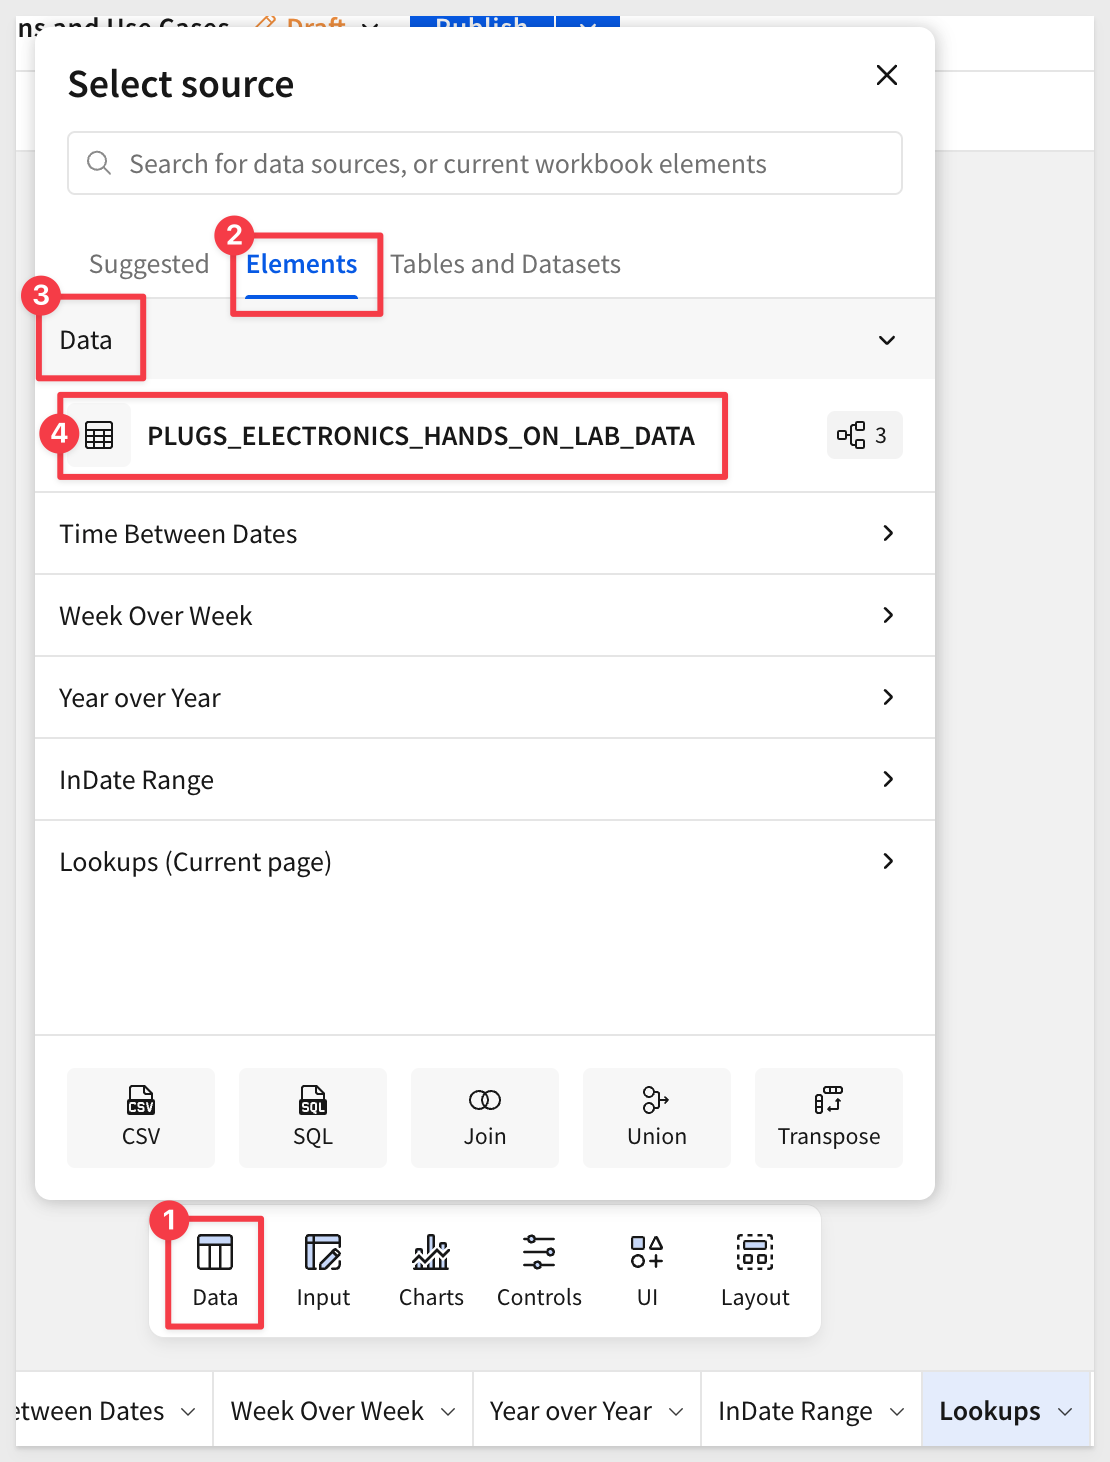 ns and Use Cases Draft Publish
Select source
Search for data sources, or current workbook elements
2
Suggested Elements Tables and Datasets
3
Data
4 PLUGS_ELECTRONICS_HANDS_ON_LAB_DATA 3
Time Between Dates
Week Over Week
Year over Year
InDate Range
Lookups (Current page)
CSV SQL
CSV SQL Join Union Transpose
1
Data Input Charts Controls UI Layout
etween Dates Week Over Week Year over Year InDate Range Lookups